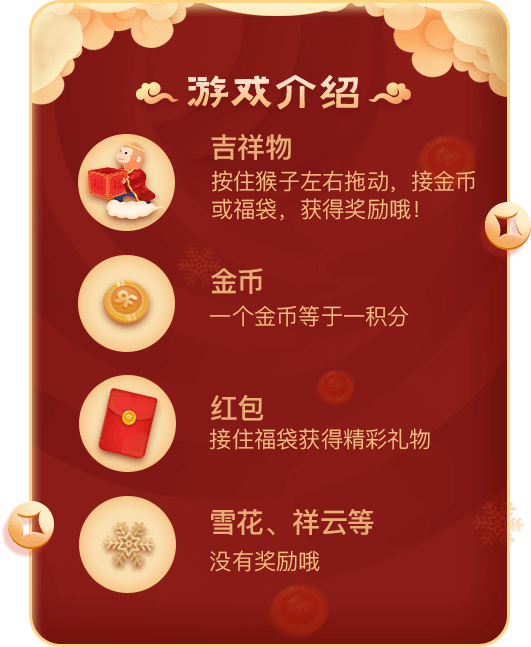 游戏介绍
吉祥物
按住猴子左右拖动，接金币
或福袋，获得奖励哦！
金币
一个金币等于一积分
红包
接住福袋获得精彩礼物
雪花、祥云等
没有奖励哦